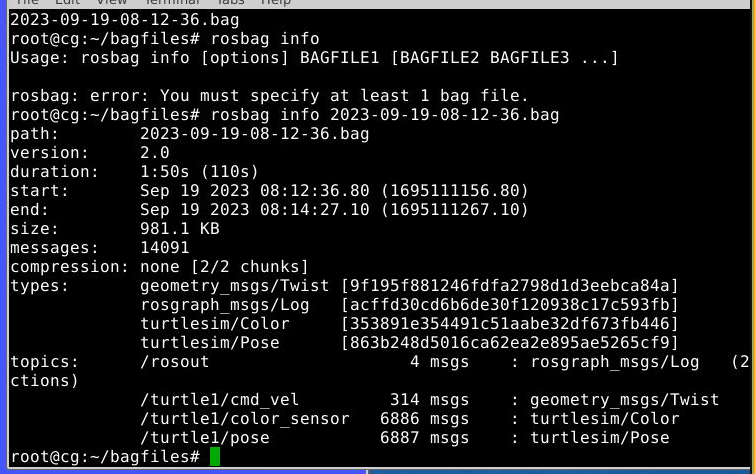 File Edit View Terminal Tabs Help
2023-09-19-08-12-36.bag
root@cg:~/bagfiles# rosbag info
Usage: rosbag info [options] BAGFILE1 [BAGFILE2 BAGFILE3 ...]
rosbag: error: You must specify at least 1 bag file.
root@cg:~/bagfiles# rosbag info 2023-09-19-08-12-36.bag
path:        2023-09-19-08-12-36.bag
version:     2.0
duration:    1:50s (110s)
start:       Sep 19 2023 08:12:36.80 (1695111156.80)
end:         Sep 19 2023 08:14:27.10 (1695111267.10)
size:        981.1 KB
messages:    14091
compression: none [2/2 chunks]
types:       geometry_msgs/Twist [9f195f881246fdfa2798d1d3eebca84a]
             rosgraph_msgs/Log   [acffd30cd6b6de30f120938c17c593fb]
             turtlesim/Color     [353891e354491c51aabe32df673fb446]
             turtlesim/Pose      [863b248d5016ca62ea2e895ae5265cf9]
topics:      /rosout                    4 msgs    : rosgraph_msgs/Log   (2
ctions)
             /turtle1/cmd_vel         314 msgs    : geometry_msgs/Twist
             /turtle1/color_sensor   6886 msgs    : turtlesim/Color
             /turtle1/pose           6887 msgs    : turtlesim/Pose
root@cg:~/bagfiles#